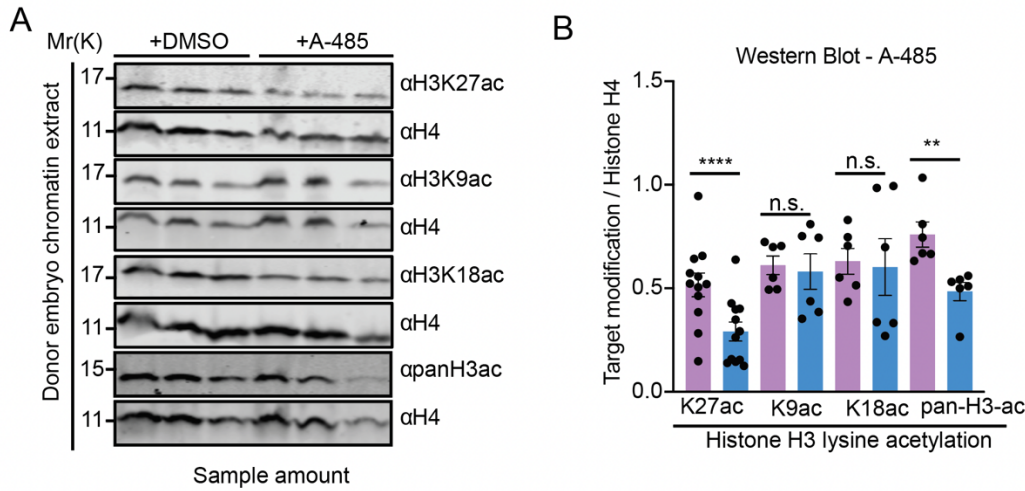 A
Mr(K)
+DMSO
+A-485
Donor embryo chromatin extract
17
αH3K27ac
11
αH4
17
αH3K9ac
11
αH4
17
αH3K18ac
11
αH4
15
αpanH3ac
11
αH4
Sample amount
B
Western Blot - A-485
Target modification / Histone H4
1.5
1.0
0.5
0.0
****
n.s.
n.s.
**
K27ac
K9ac
K18ac
pan-H3-ac
Histone H3 lysine acetylation